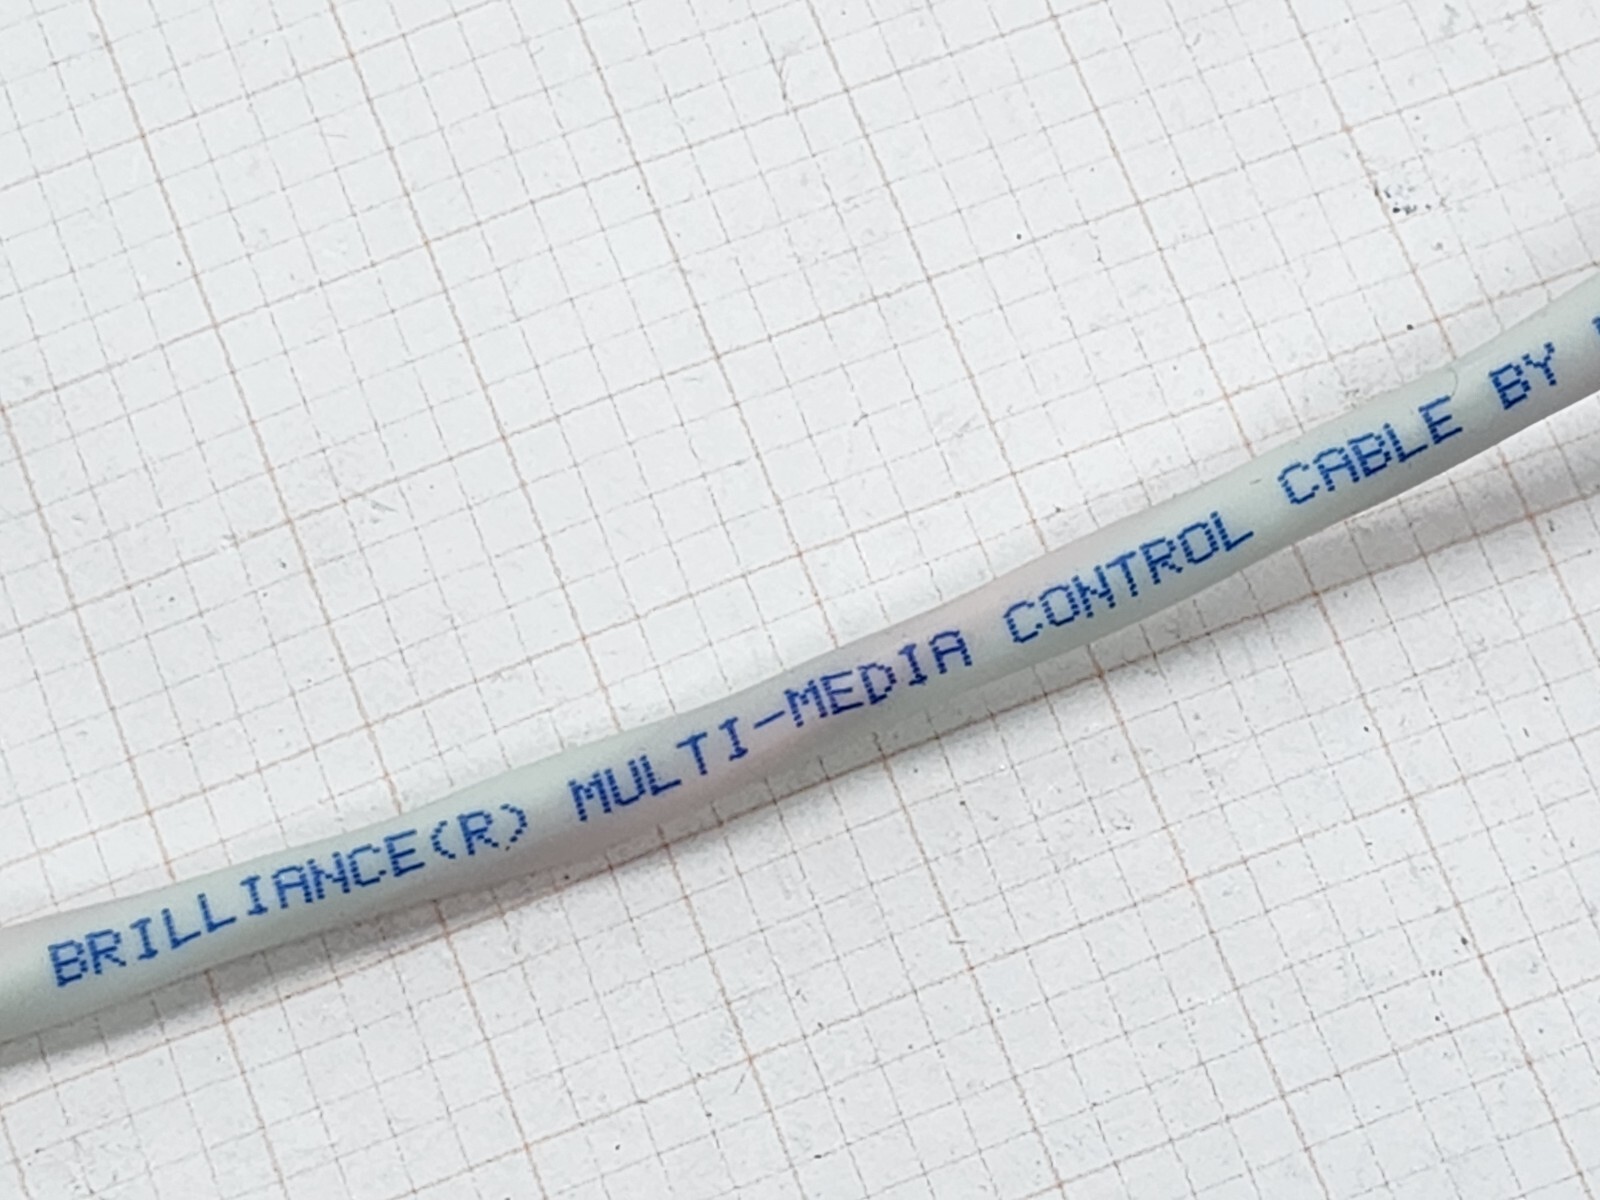 BRILLIANCE(R) MULTI-MEDIA CONTROL CABLE BY